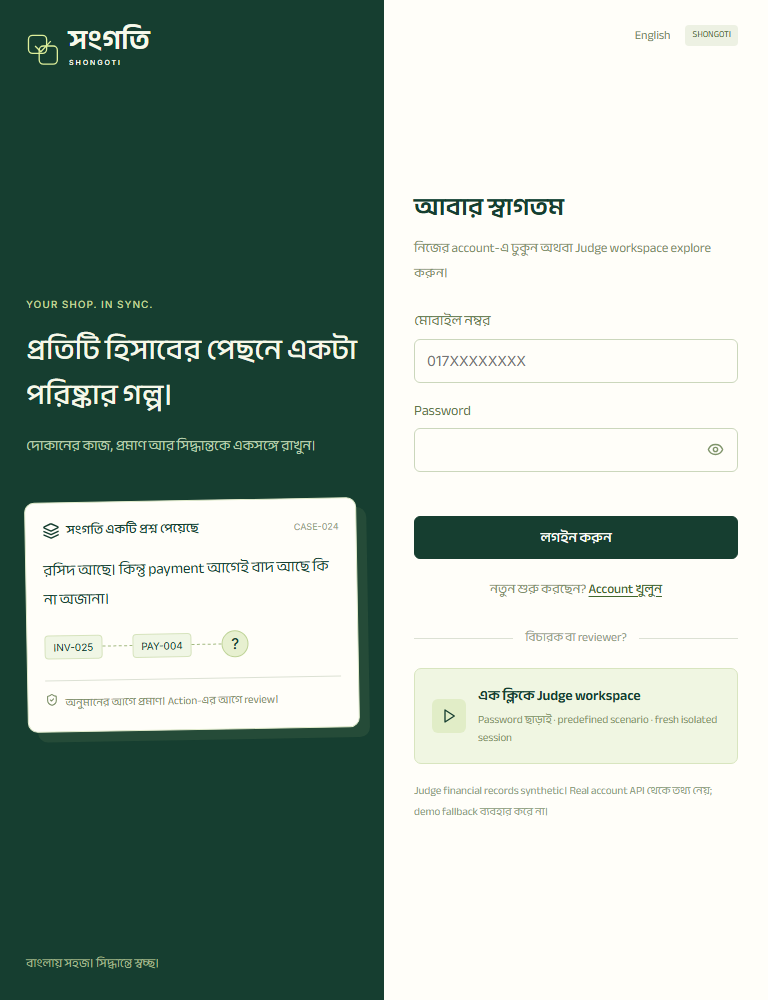 সংগতি
SHONGOTI
YOUR SHOP. IN SYNC.
প্রতিটি হিসাবের পেছনে একটা
পরিষ্কার গল্প।
দোকানের কাজ, প্রমাণ আর সিদ্ধান্তকে একসঙ্গে রাখুন।
সংগতি একটি প্রশ্ন পেয়েছে
CASE-024
রসিদ আছে। কিন্তু payment আগেই বাদ আছে কি
না অজানা।
INV-025
PAY-004
?
অনুমানের আগে প্রমাণ। Action-এর আগে review।
বাংলায় সহজ। সিদ্ধান্তে স্বচ্ছ।
English
SHONGOTI
আবার স্বাগতম
নিজের account-এ ঢুকুন অথবা Judge workspace explore
করুন।
মোবাইল নম্বর
017XXXXXXXX
Password
লগইন করুন
নতুন শুরু করছেন? Account খুলুন
বিচারক বা reviewer?
এক ক্লিকে Judge workspace
Password ছাড়াই · predefined scenario · fresh isolated
session
Judge financial records synthetic। Real account API থেকে তথ্য নেয়;
demo fallback ব্যবহার করে না।